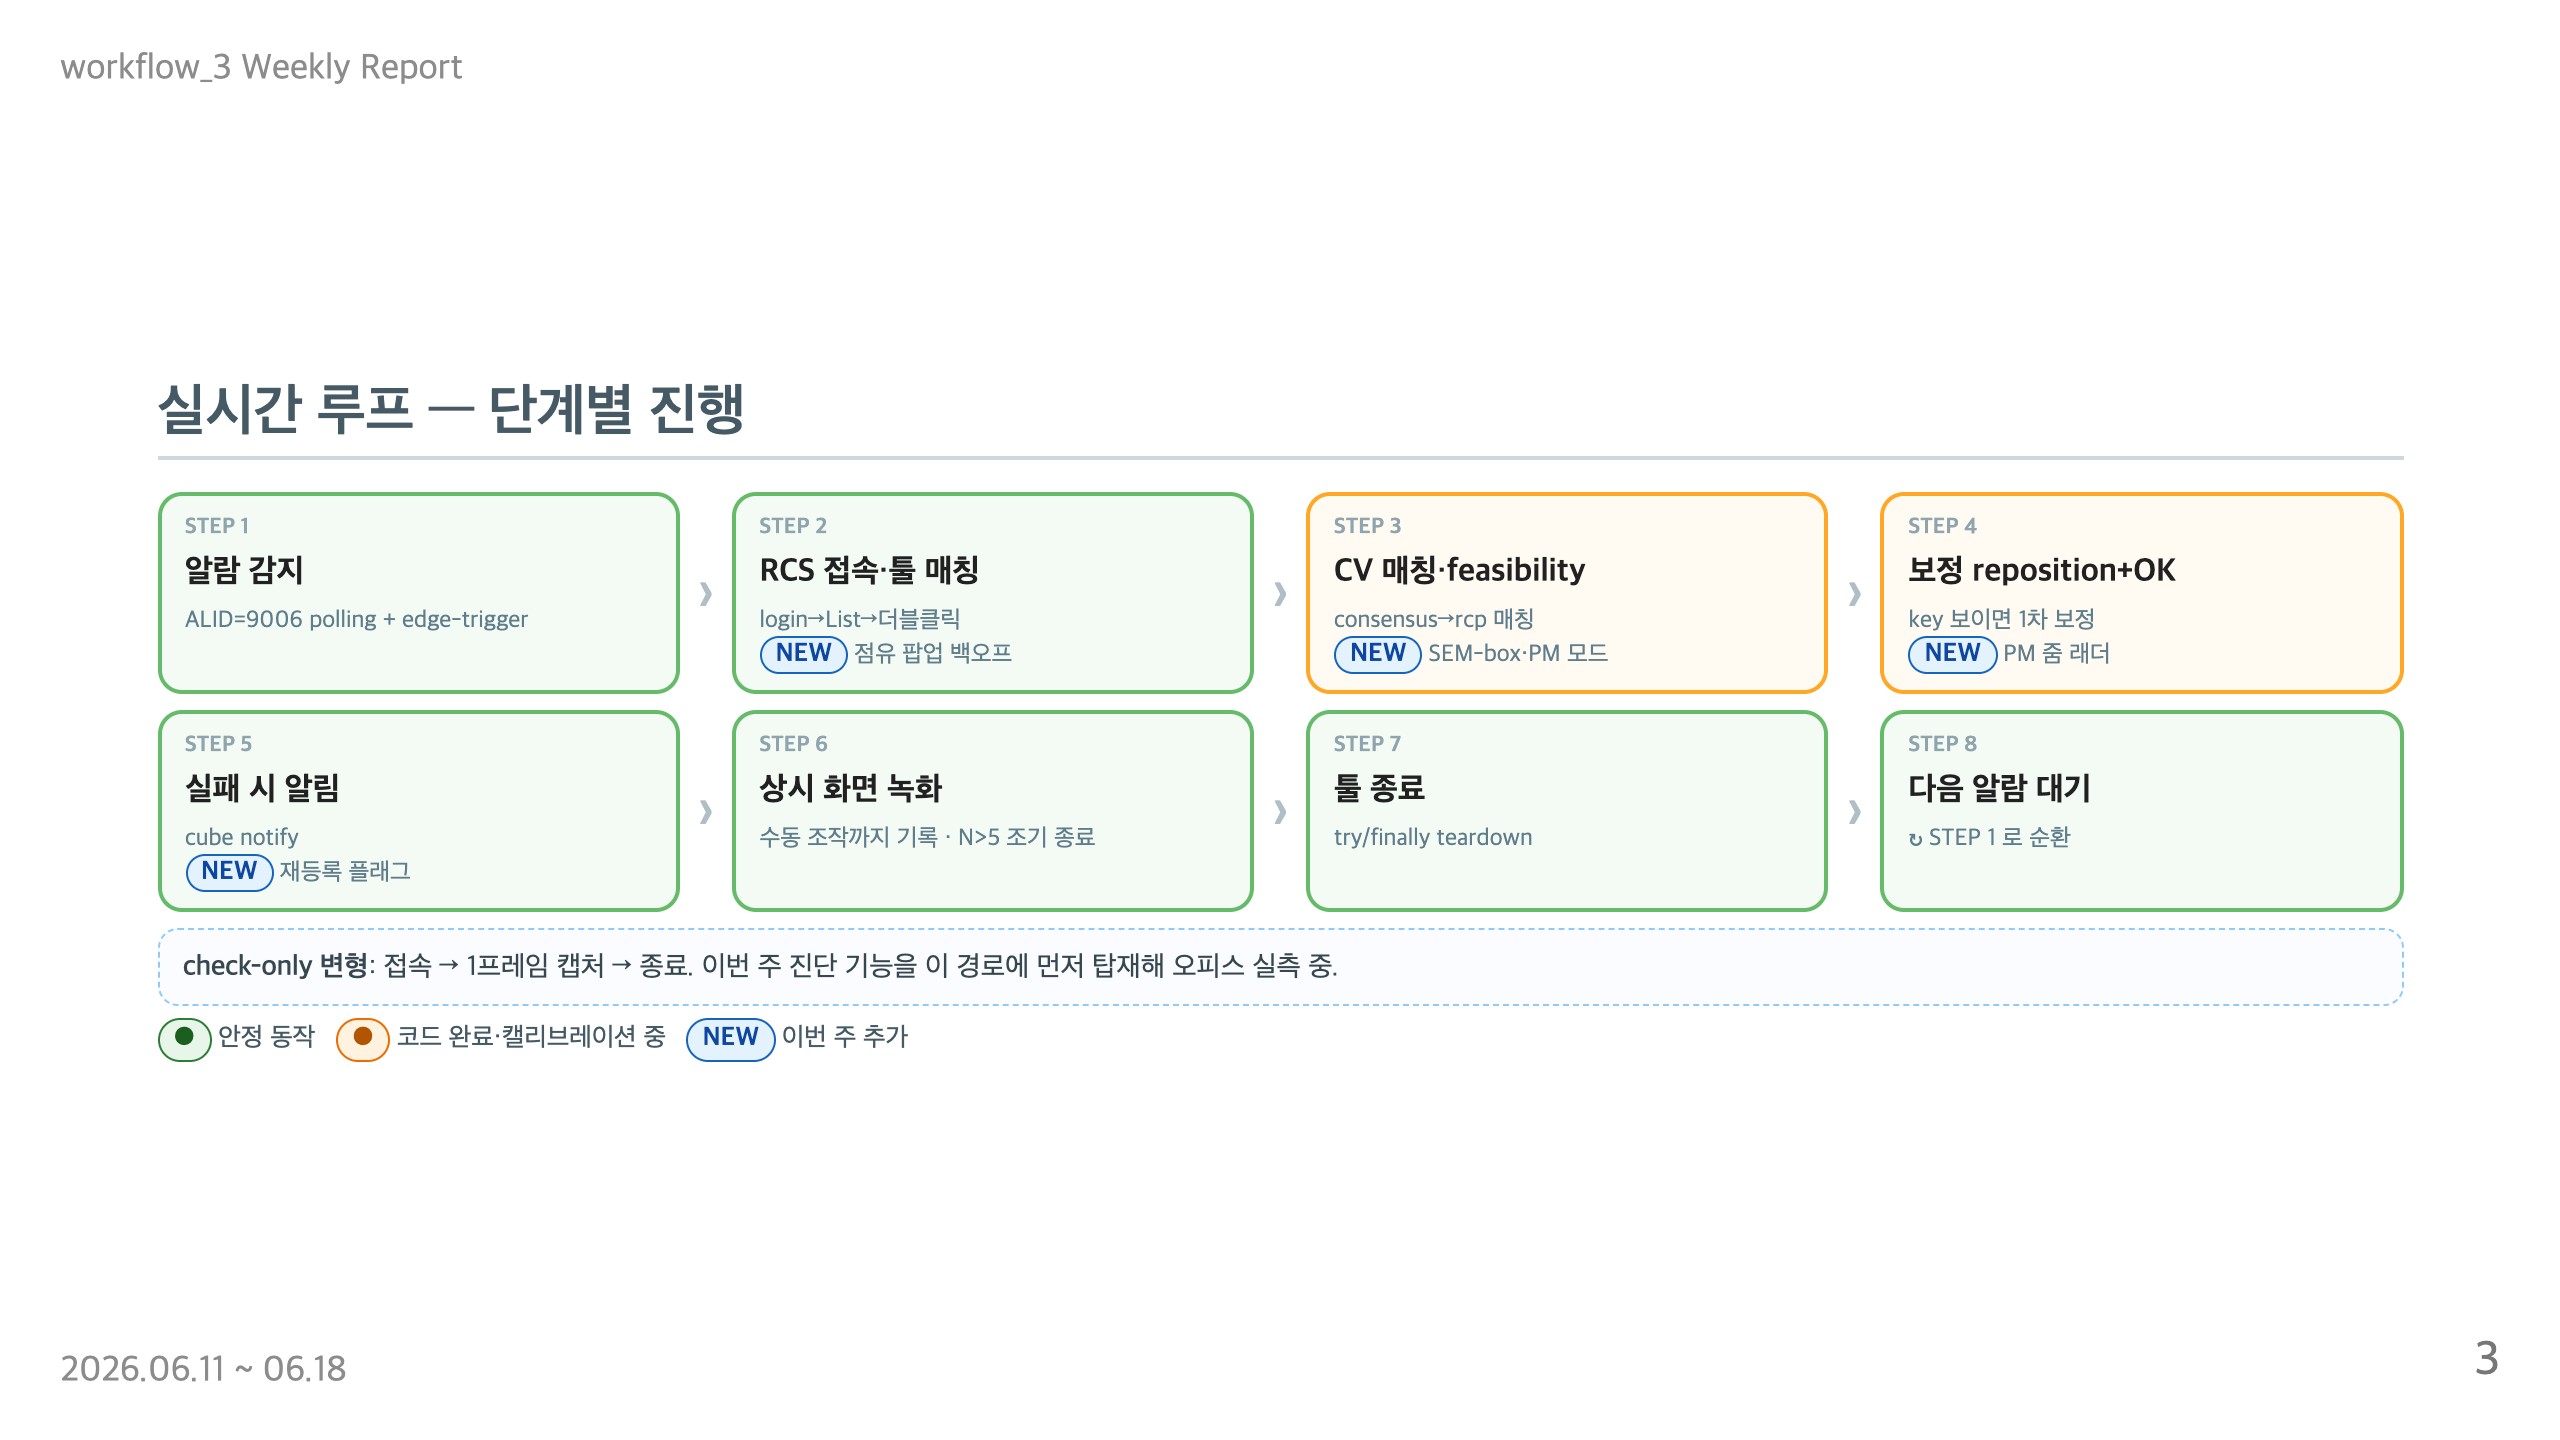 workflow_3 Weekly Report
실시간 루프 — 단계별 진행
STEP 1
알람 감지
ALID=9006 polling + edge-trigger
❯
STEP 2
RCS 접속·툴 매칭
login→List→더블클릭
NEW 점유 팝업 백오프
❯
STEP 3
CV 매칭·feasibility
consensus→rcp 매칭
NEW SEM-box·PM 모드
❯
STEP 4
보정 reposition+OK
key 보이면 1차 보정
NEW PM 줌 래더
STEP 5
실패 시 알림
cube notify
NEW 재등록 플래그
❯
STEP 6
상시 화면 녹화
수동 조작까지 기록 · N>5 조기 종료
❯
STEP 7
툴 종료
try/finally teardown
❯
STEP 8
다음 알람 대기
↻ STEP 1 로 순환
check-only 변형: 접속 → 1프레임 캡처 → 종료. 이번 주 진단 기능을 이 경로에 먼저 탑재해 오피스 실측 중.
● 안정 동작 ● 코드 완료·캘리브레이션 중 NEW 이번 주 추가
2026.06.11 ~ 06.18
3